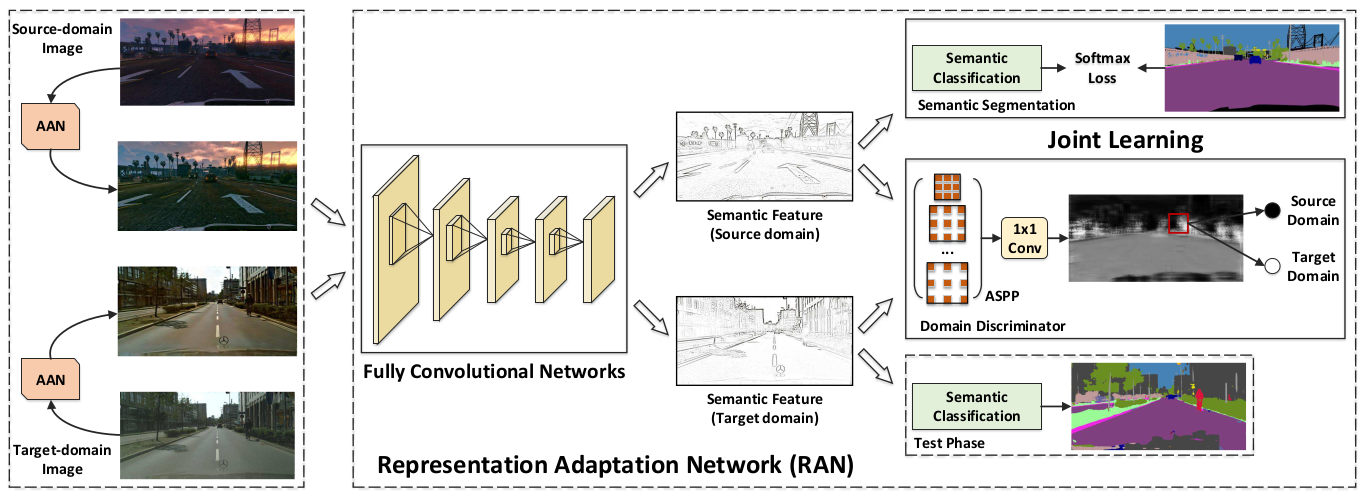 Source-domain
Image
AAN
AAN
Target-domain
Image
Fully Convolutional Networks
Semantic Feature
(Source domain)
Semantic Feature
(Target domain)
Representation Adaptation Network (RAN)
Semantic
Classification
Softmax
Loss
Semantic Segmentation
Joint Learning
...
ASPP
1x1
Conv
Source
Domain
Target
Domain
Domain Discriminator
Semantic
Classification
Test Phase